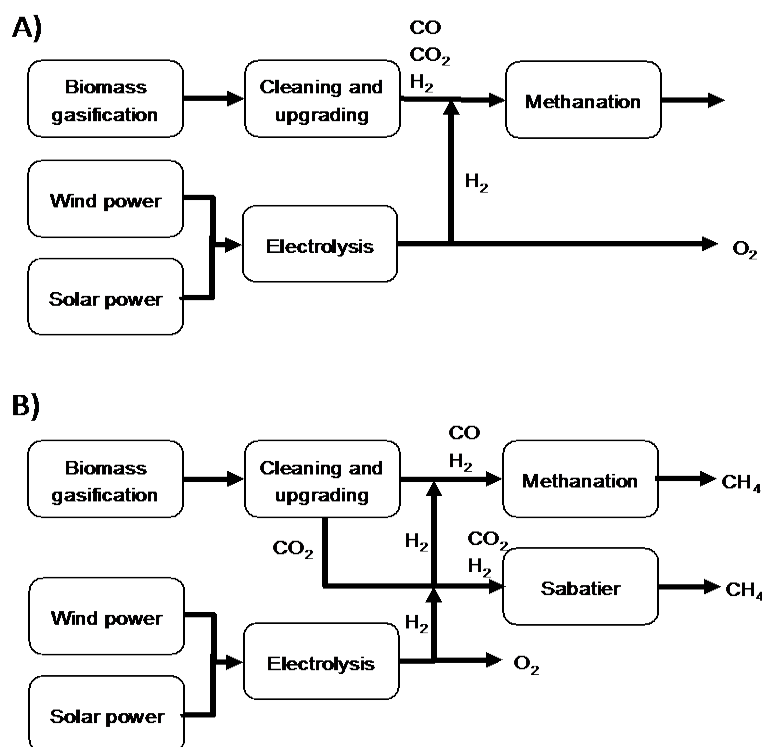 A)
CO
CO₂
H₂
Biomass
gasification
Cleaning and
upgrading
Methanation
H₂
Wind power
Electrolysis
O₂
Solar power
B)
CO
H₂
Biomass
gasification
Cleaning and
upgrading
Methanation
CH₄
CO₂
H₂
CO₂
H₂
Sabatier
CH₄
Wind power
H₂
Electrolysis
O₂
Solar power